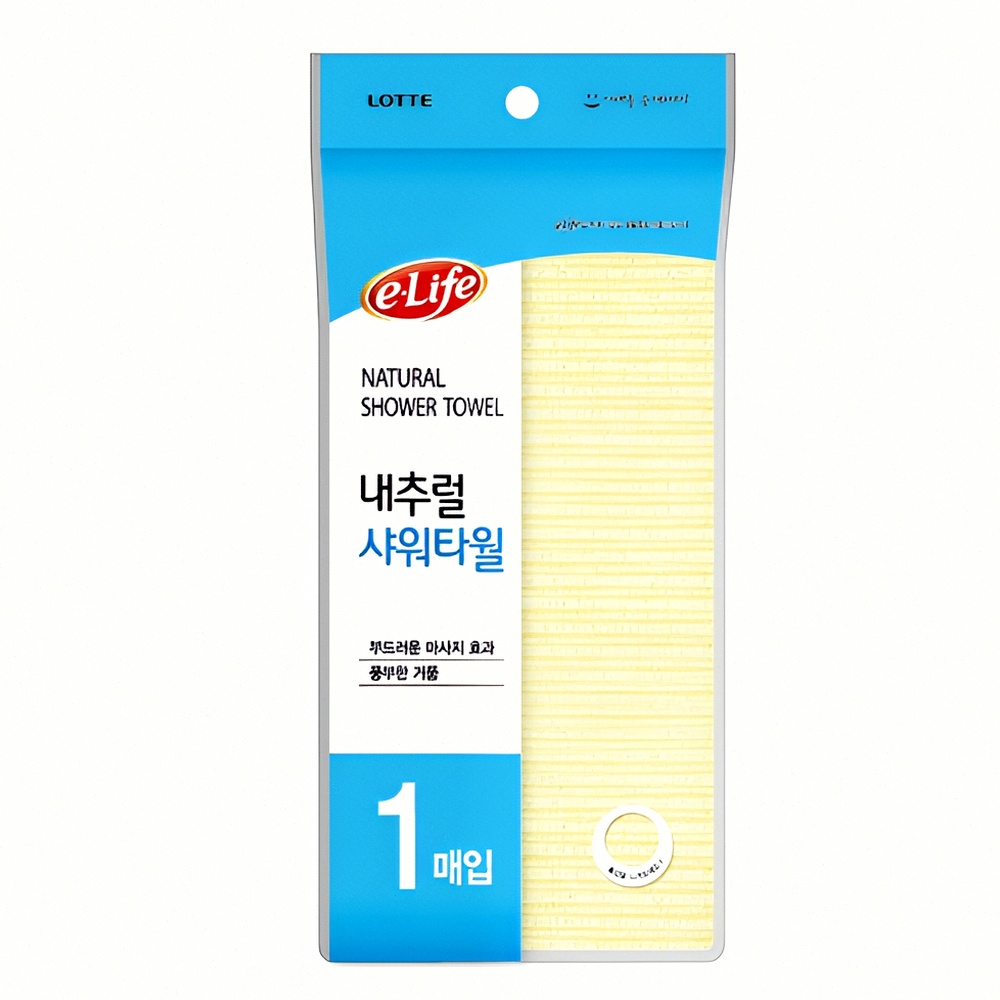 LOTTE
e·Life
NATURAL
SHOWER TOWEL
내추럴
샤워타월
부드러운 마사지 효과
풍부한 거품
1매입